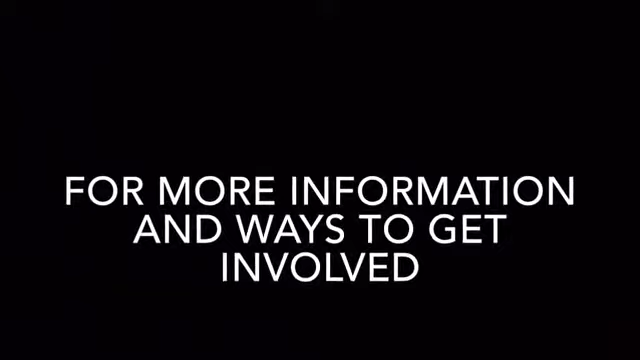 FOR MORE INFORMATION
AND WAYS TO GET
INVOLVED